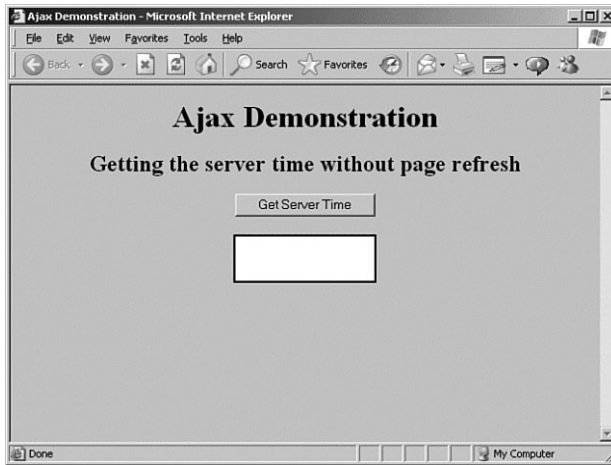 Ajax Demonstration - Microsoft Internet Explorer
File Edit View Favorites Tools Help
Back Search Favorites
Ajax Demonstration
Getting the server time without page refresh
Get Server Time
Done My Computer